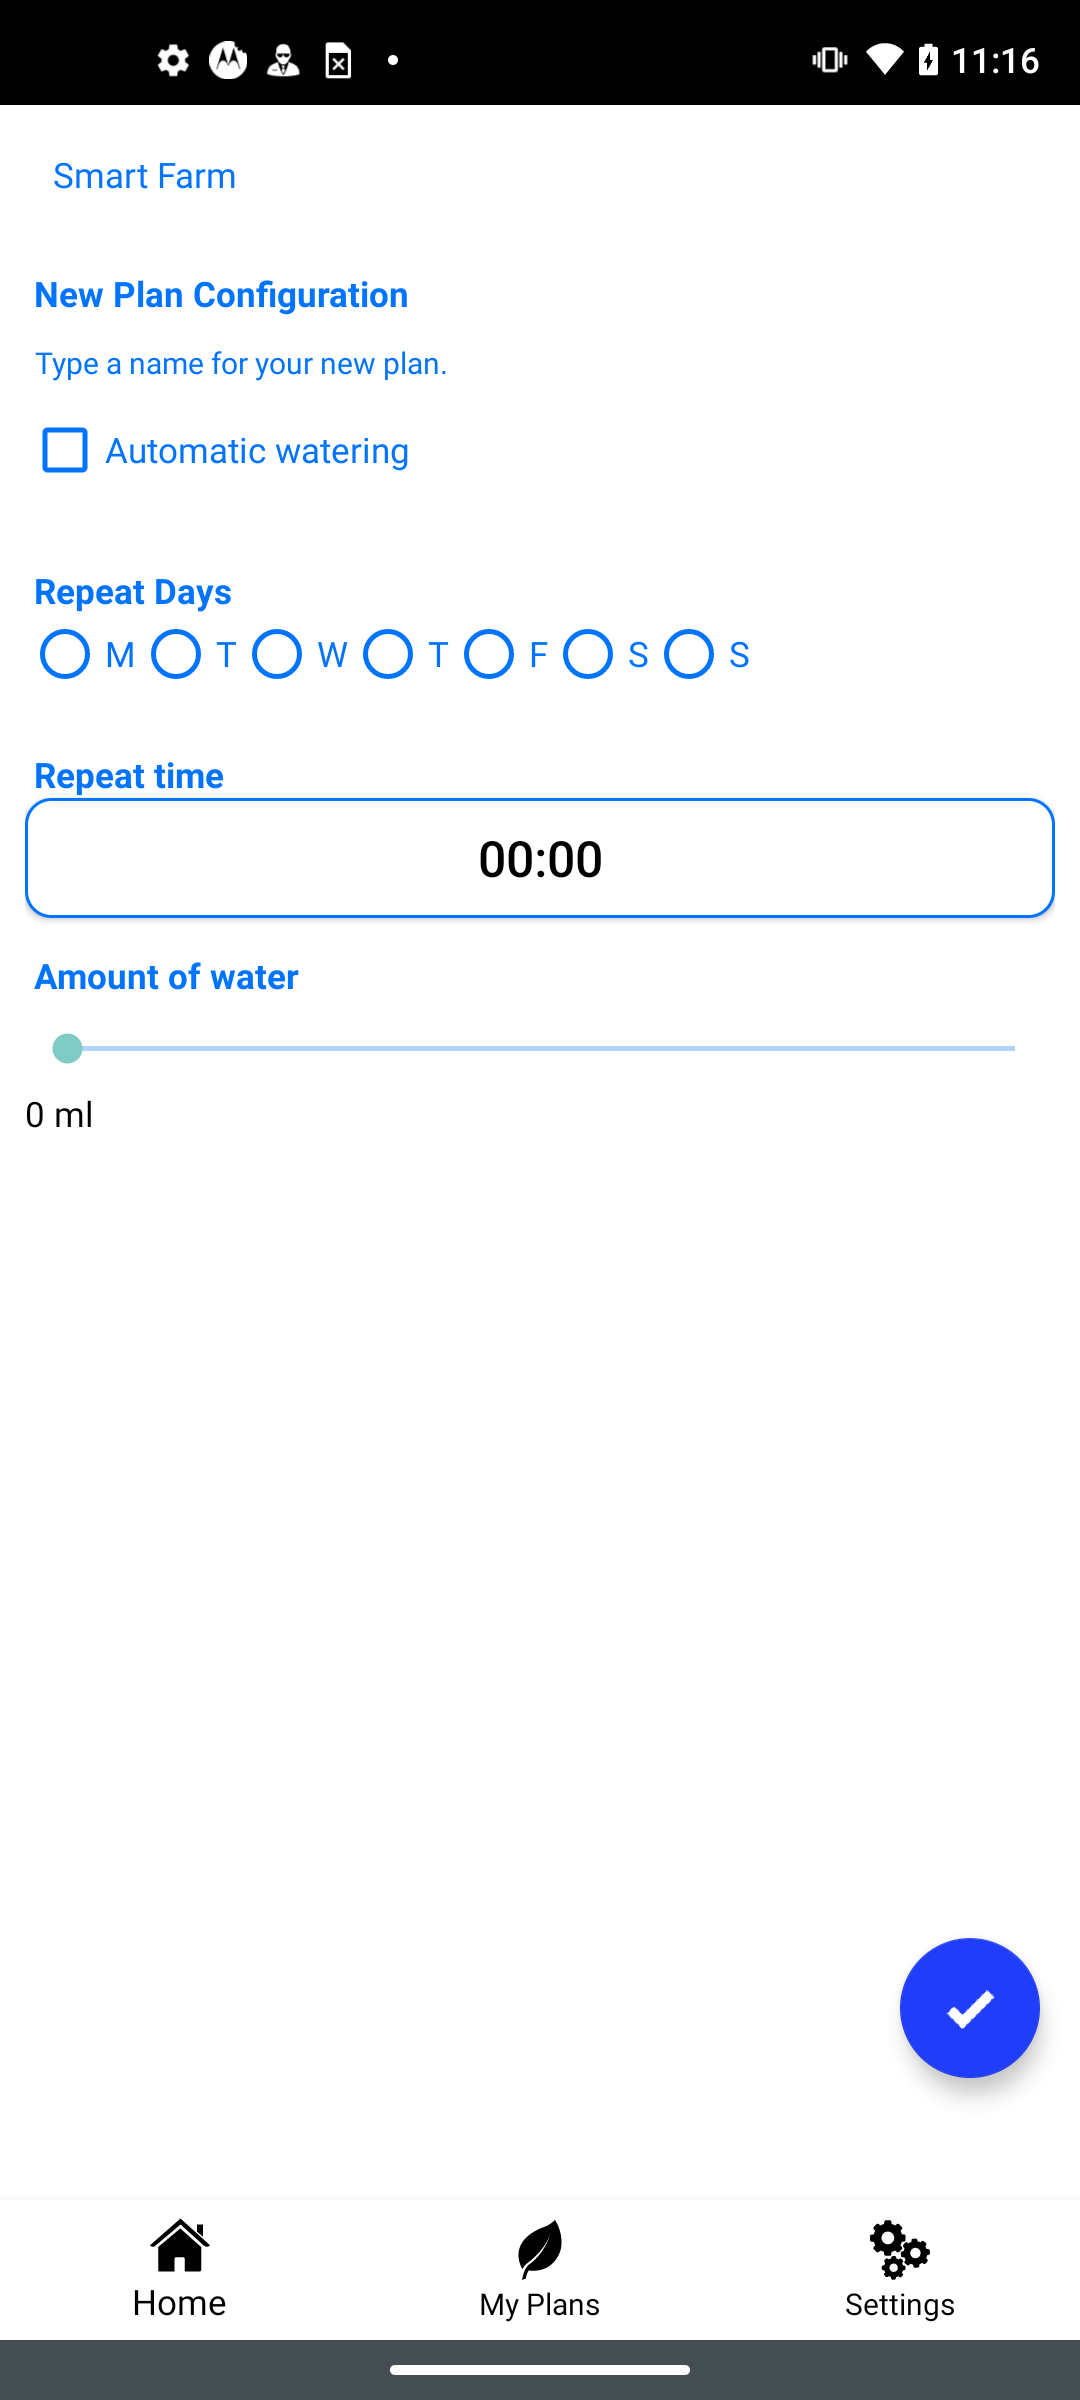 11:16
Smart Farm
New Plan Configuration
Type a name for your new plan.
Automatic watering
Repeat Days
M T W T F S S
Repeat time
00:00
Amount of water
0 ml
Home My Plans Settings